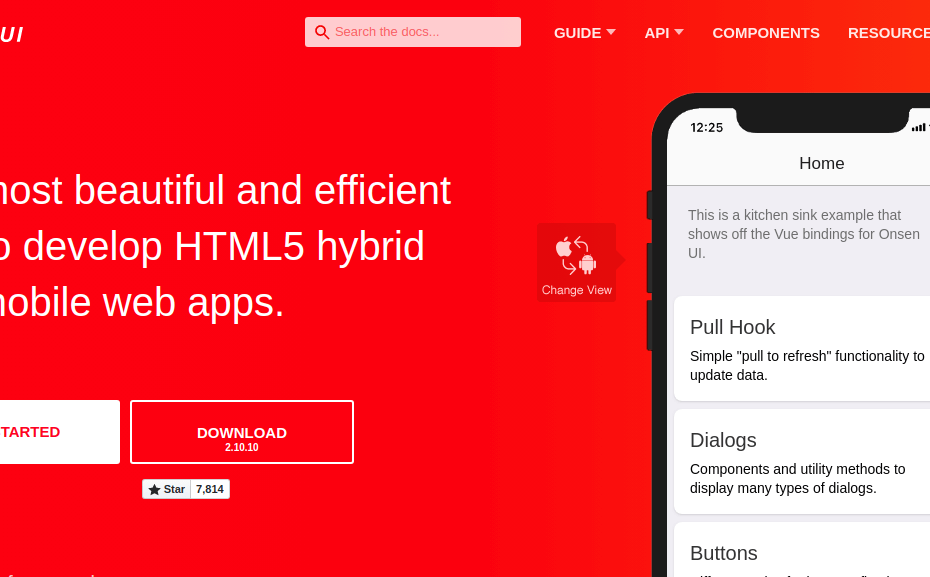 UI
Search the docs...
GUIDE
API
COMPONENTS
RESOURCE
most beautiful and efficient
develop HTML5 hybrid
mobile web apps.
STARTED
DOWNLOAD
2.10.10
Star 7,814
Change View
12:25
Home
This is a kitchen sink example that
shows off the Vue bindings for Onsen
UI.
Pull Hook
Simple "pull to refresh" functionality to
update data.
Dialogs
Components and utility methods to
display many types of dialogs.
Buttons